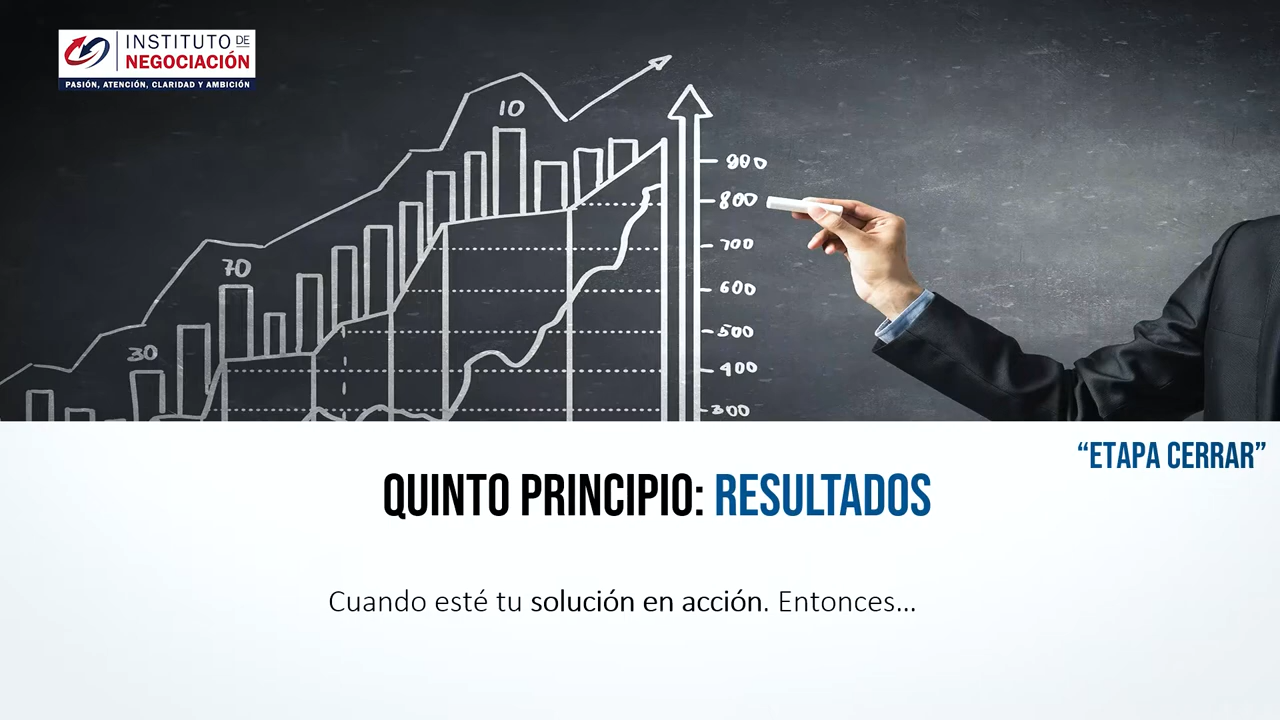 INSTITUTO DE
NEGOCIACIÓN
PASIÓN, ATENCIÓN, CLARIDAD Y AMBICIÓN
10
70
30
900
800
700
600
500
400
300
“ETAPA CERRAR”
QUINTO PRINCIPIO: RESULTADOS
Cuando esté tu solución en acción. Entonces...